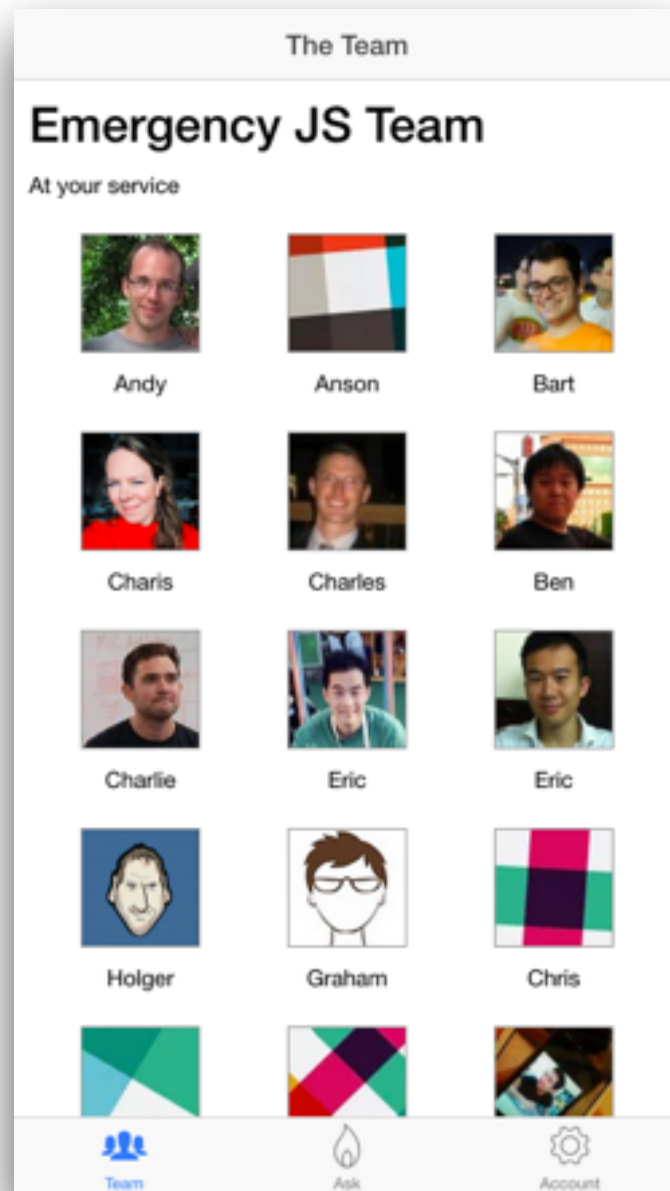 The Team
Emergency JS Team
At your service
Andy Anson Bart
Charis Charles Ben
Charlie Eric Eric
Holger Graham Chris
Team Ask Account